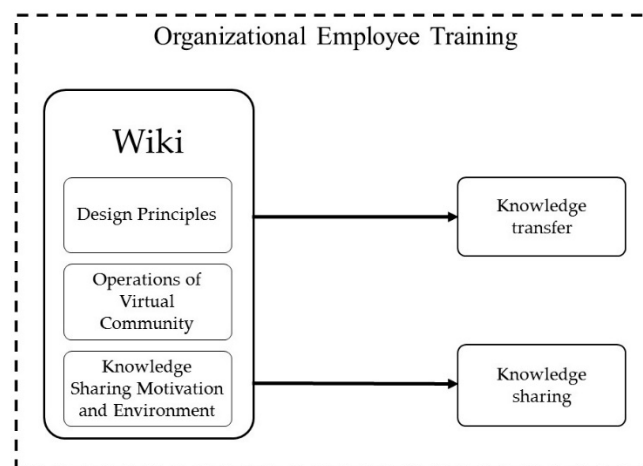 Organizational Employee Training
Wiki
Design Principles
Operations of
Virtual
Community
Knowledge
Sharing Motivation
and Environment
Knowledge
transfer
Knowledge
sharing